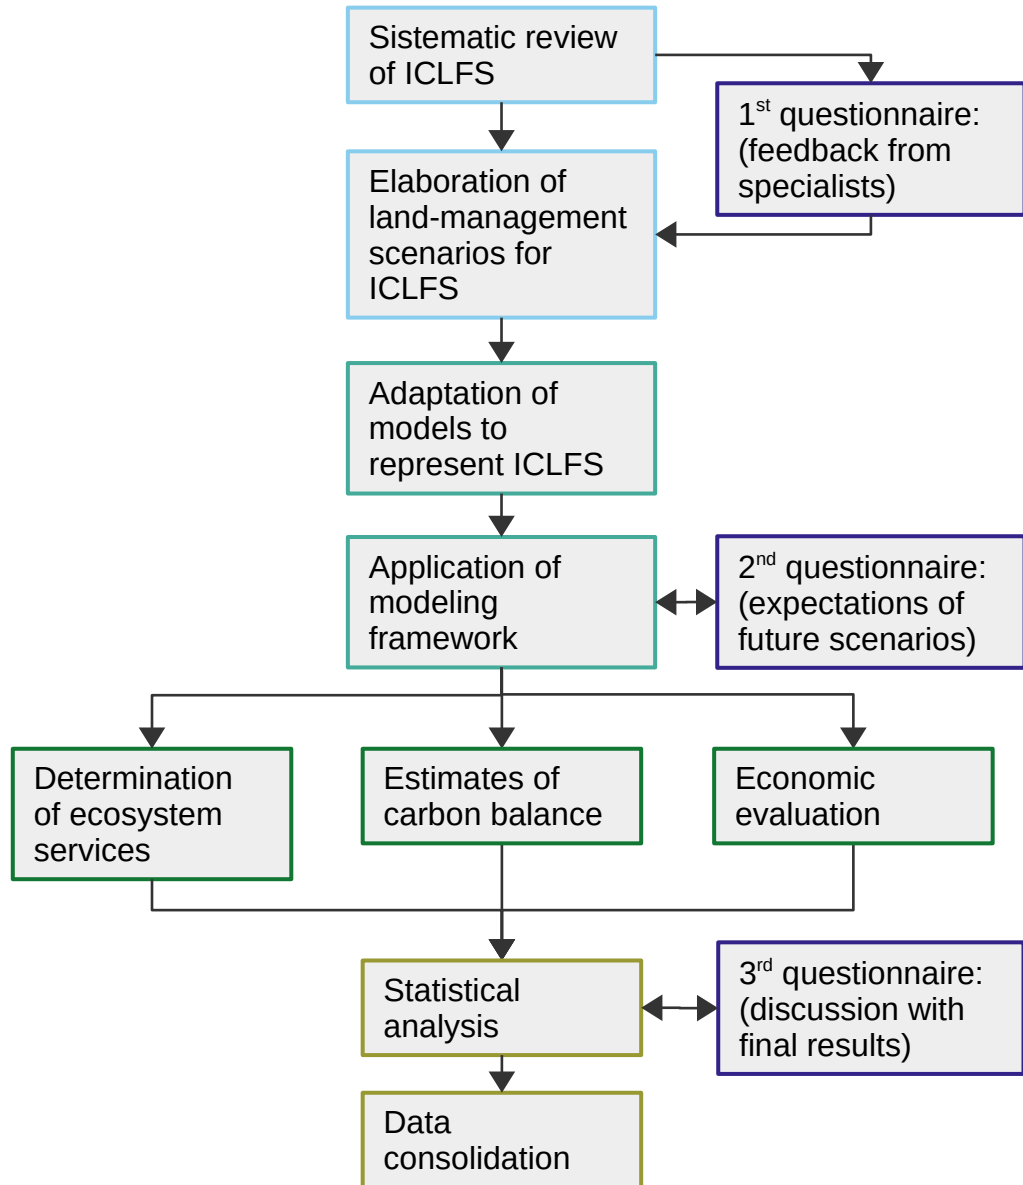 Sistematic review
of ICLFS
1st questionnaire:
(feedback from
specialists)
Elaboration of
land-management
scenarios for
ICLFS
Adaptation of
models to
represent ICLFS
Application of
modeling
framework
2nd questionnaire:
(expectations of
future scenarios)
Determination
of ecosystem
services
Estimates of
carbon balance
Economic
evaluation
Statistical
analysis
3rd questionnaire:
(discussion with
final results)
Data
consolidation